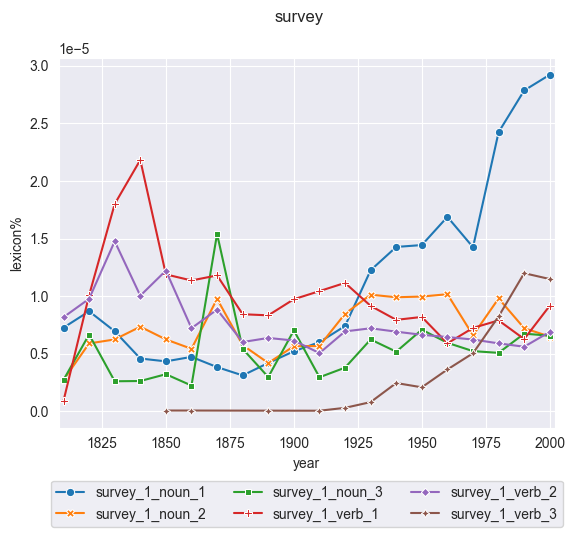 survey
1e−5
3.0
2.5
2.0
1.5
1.0
0.5
0.0
lexicon%
1825 1850 1875 1900 1925 1950 1975 2000
year
survey_1_noun_1 survey_1_noun_3 survey_1_verb_2
survey_1_noun_2 survey_1_verb_1 survey_1_verb_3